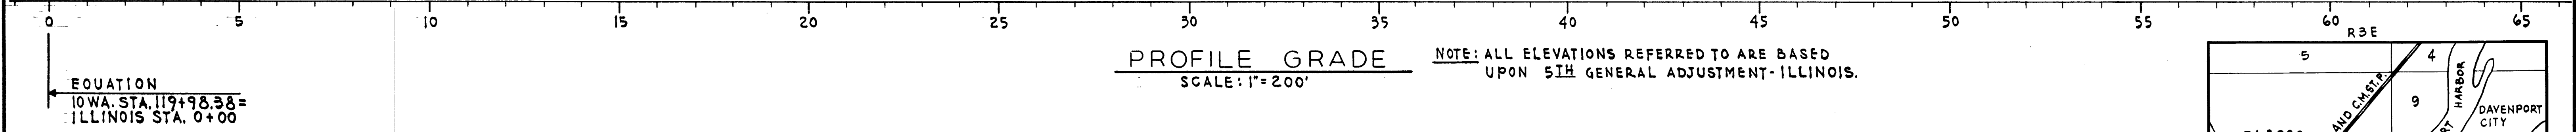 0 5 10 15 20 25 30 35 40 45 50 55 60 65
PROFILE GRADE
SCALE: 1"=200'
NOTE: ALL ELEVATIONS REFERRED TO ARE BASED
UPON 5TH GENERAL ADJUSTMENT-ILLINOIS.
EQUATION
IOWA. STA. 119+98.38=
ILLINOIS STA. 0+00
R3E
5
4
9
AND C.M.ST.P.
HARBOR
DAVENPORT
CITY